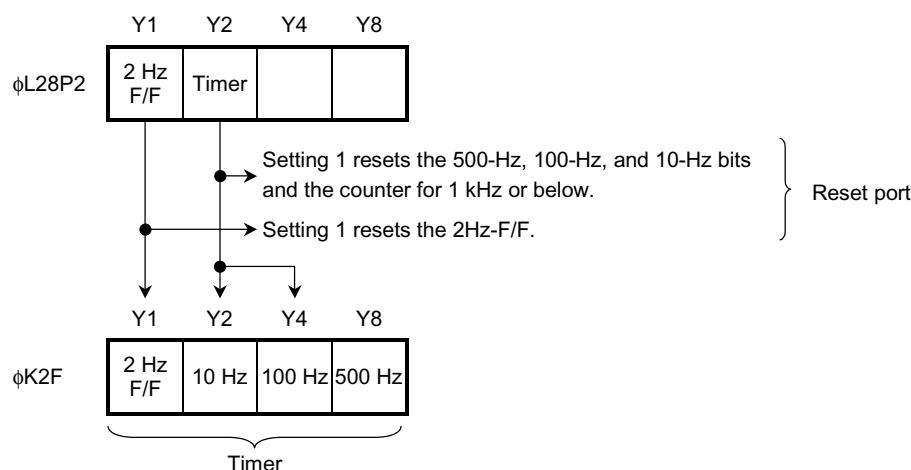 Y1 Y2 Y4 Y8
ϕL28P2
2 Hz
F/F
Timer
Setting 1 resets the 500-Hz, 100-Hz, and 10-Hz bits
and the counter for 1 kHz or below.
Reset port
Setting 1 resets the 2Hz-F/F.
Y1 Y2 Y4 Y8
ϕK2F
2 Hz
F/F
10 Hz 100 Hz 500 Hz
Timer